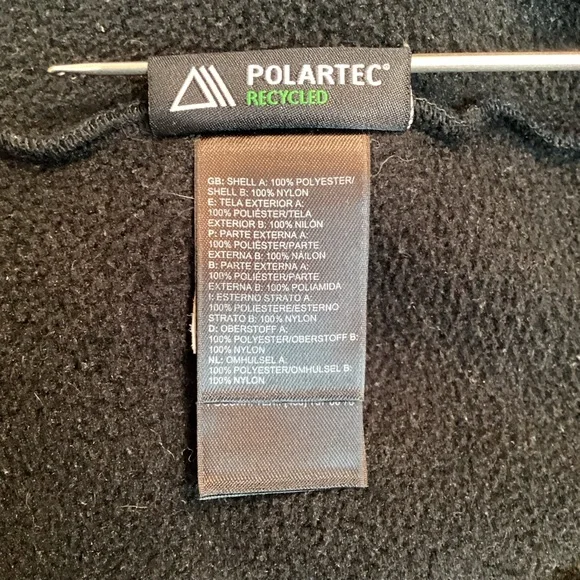 POLARTEC®
RECYCLED
GB: SHELL A: 100% POLYESTER/
SHELL B: 100% NYLON
E: TELA EXTERIOR A:
100% POLIÉSTER/TELA
EXTERIOR B: 100% NILÓN
P: PARTE EXTERNA A:
100% POLIÉSTER/PARTE
EXTERNA B: 100% NÁILON
B: PARTE EXTERNA A:
100% POLIÉSTER/PARTE
EXTERNA B: 100% POLIAMIDA
I: ESTERNO STRATO A:
100% POLIESTERE/ESTERNO
STRATO B: 100% NYLON
D: OBERSTOFF A:
100% POLYESTER/OBERSTOFF B:
100% NYLON
NL: OMHULSEL A:
100% POLYESTER/OMHULSEL B:
100% NYLON